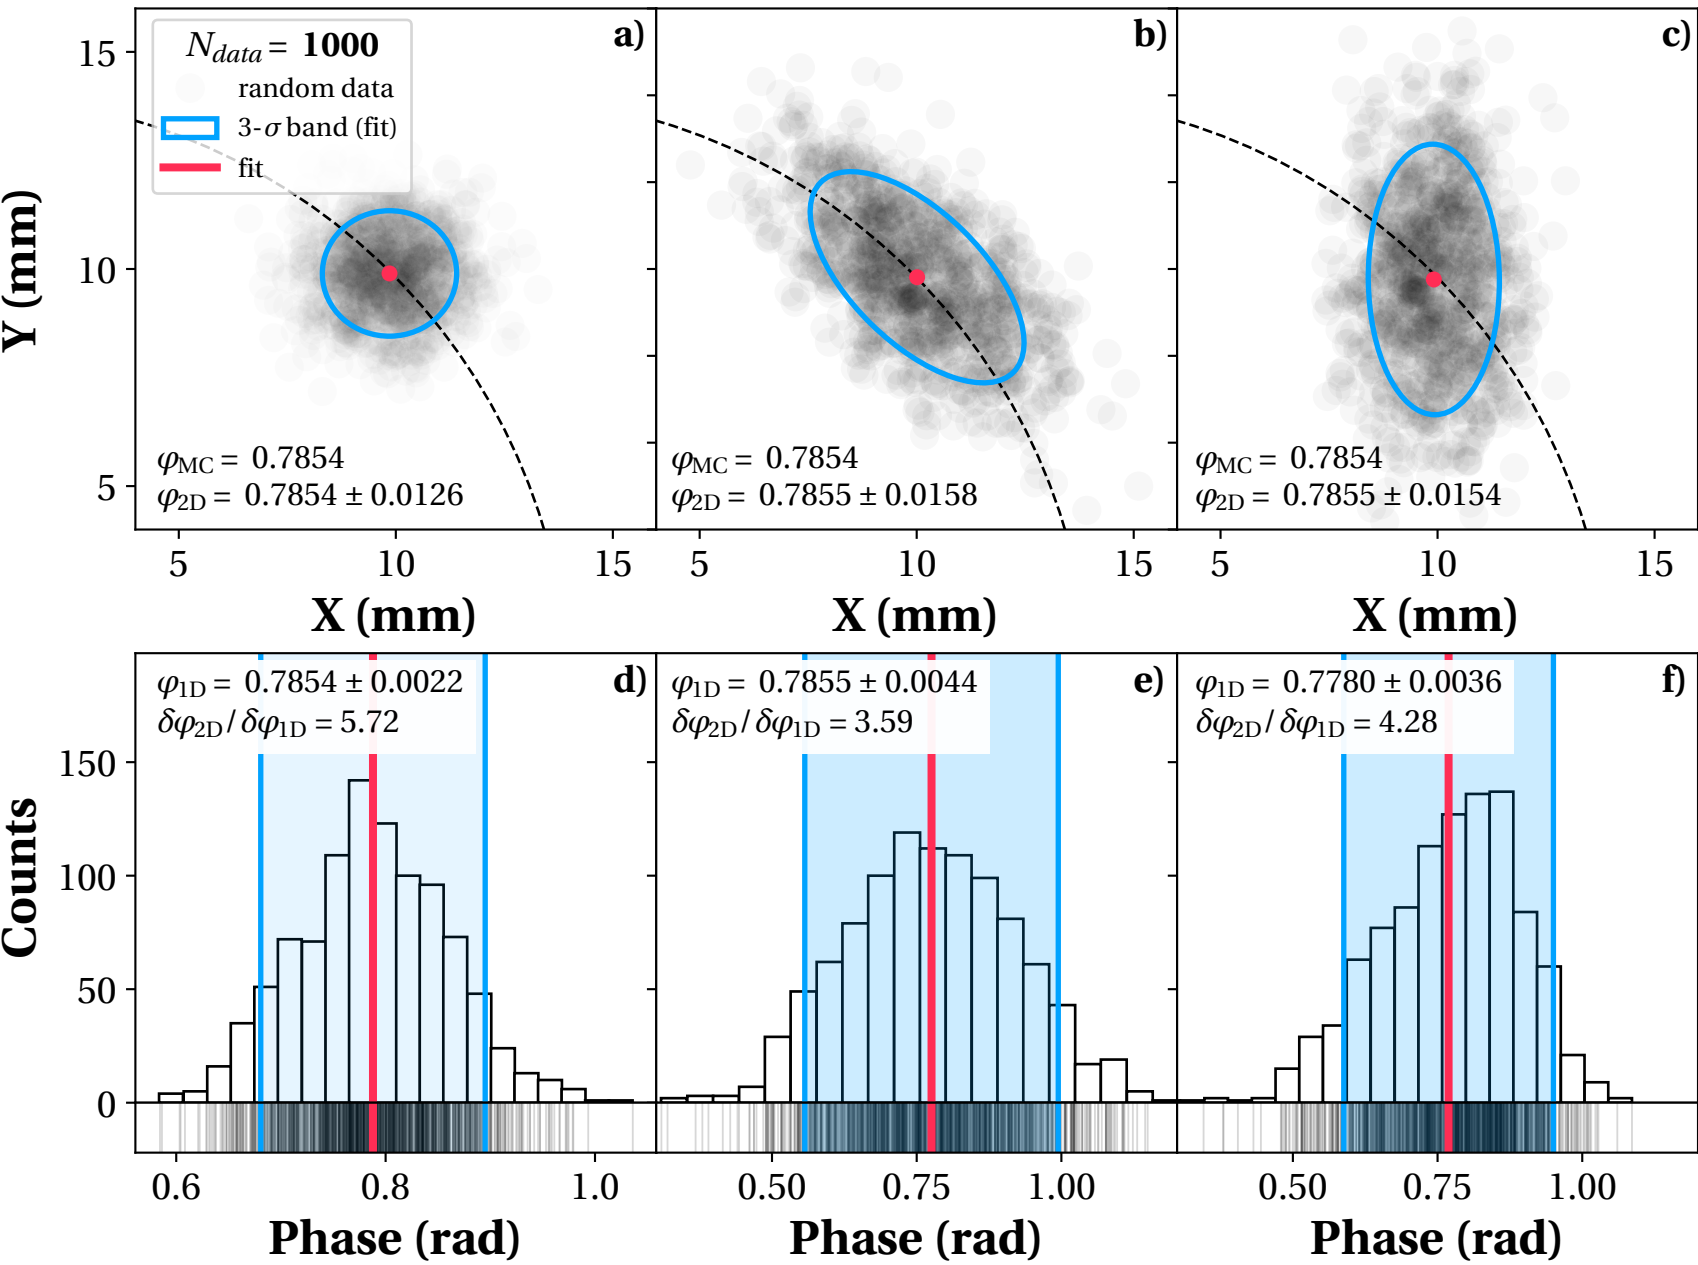 N_data = 1000
random data
3-σ band (fit)
fit
a)
b)
c)
Y (mm)
15
10
5
φ_MC = 0.7854
φ_2D = 0.7854 ± 0.0126
φ_MC = 0.7854
φ_2D = 0.7855 ± 0.0158
φ_MC = 0.7854
φ_2D = 0.7855 ± 0.0154
5 10 15
5 10 15
5 10 15
X (mm)
X (mm)
X (mm)
φ_1D = 0.7854 ± 0.0022
δφ_2D / δφ_1D = 5.72
d)
φ_1D = 0.7855 ± 0.0044
δφ_2D / δφ_1D = 3.59
e)
φ_1D = 0.7780 ± 0.0036
δφ_2D / δφ_1D = 4.28
f)
Counts
150
100
50
0
0.6 0.8 1.0
0.50 0.75 1.00
0.50 0.75 1.00
Phase (rad)
Phase (rad)
Phase (rad)